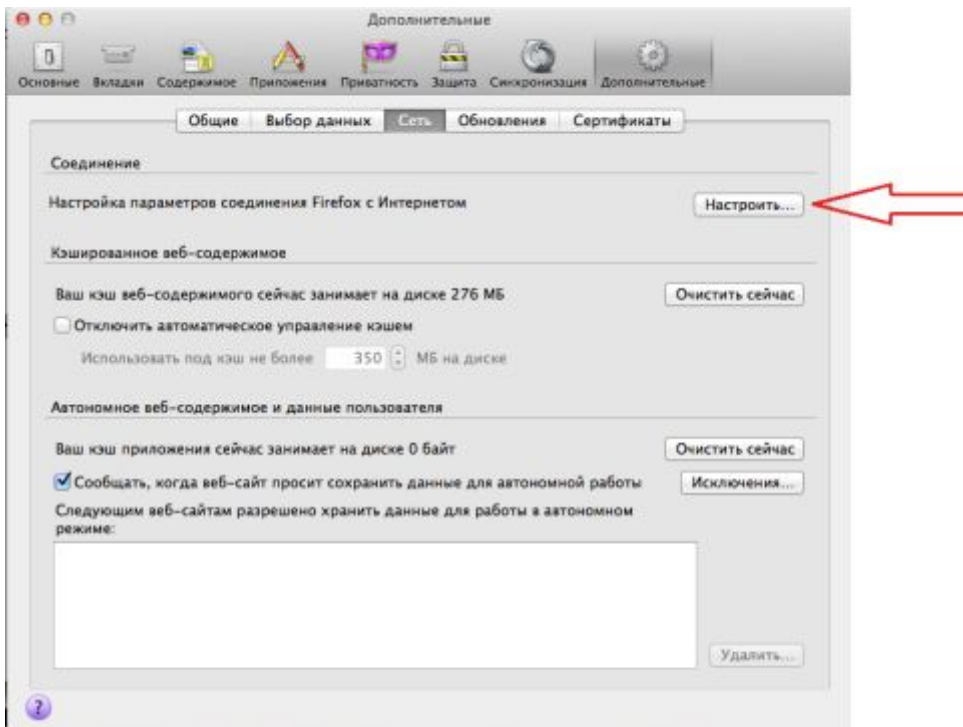 Дополнительные
Основные Вкладки Содержимое Приложения Приватность Защита Синхронизация Дополнительные
Общие Выбор данных Сеть Обновления Сертификаты
Соединение
Настройка параметров соединения Firefox с Интернетом Настроить...
Кэшированное веб-содержимое
Ваш кэш веб-содержимого сейчас занимает на диске 276 МБ Очистить сейчас
Отключить автоматическое управление кэшем
Использовать под кэш не более 350 МБ на диске
Автономное веб-содержимое и данные пользователя
Ваш кэш приложения сейчас занимает на диске 0 байт Очистить сейчас
Сообщать, когда веб-сайт просит сохранить данные для автономной работы Исключения...
Следующим веб-сайтам разрешено хранить данные для работы в автономном
режиме:
Удалить...
?